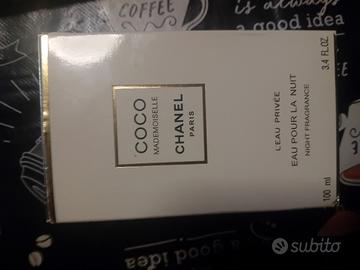 COFFEE
is always
a good idea
COCO
MADEMOISELLE
CHANEL
PARIS
L'EAU PRIVÉE
EAU POUR LA NUIT
NIGHT FRAGRANCE
100 ml
3.4 FL.OZ.
a good idea
subito